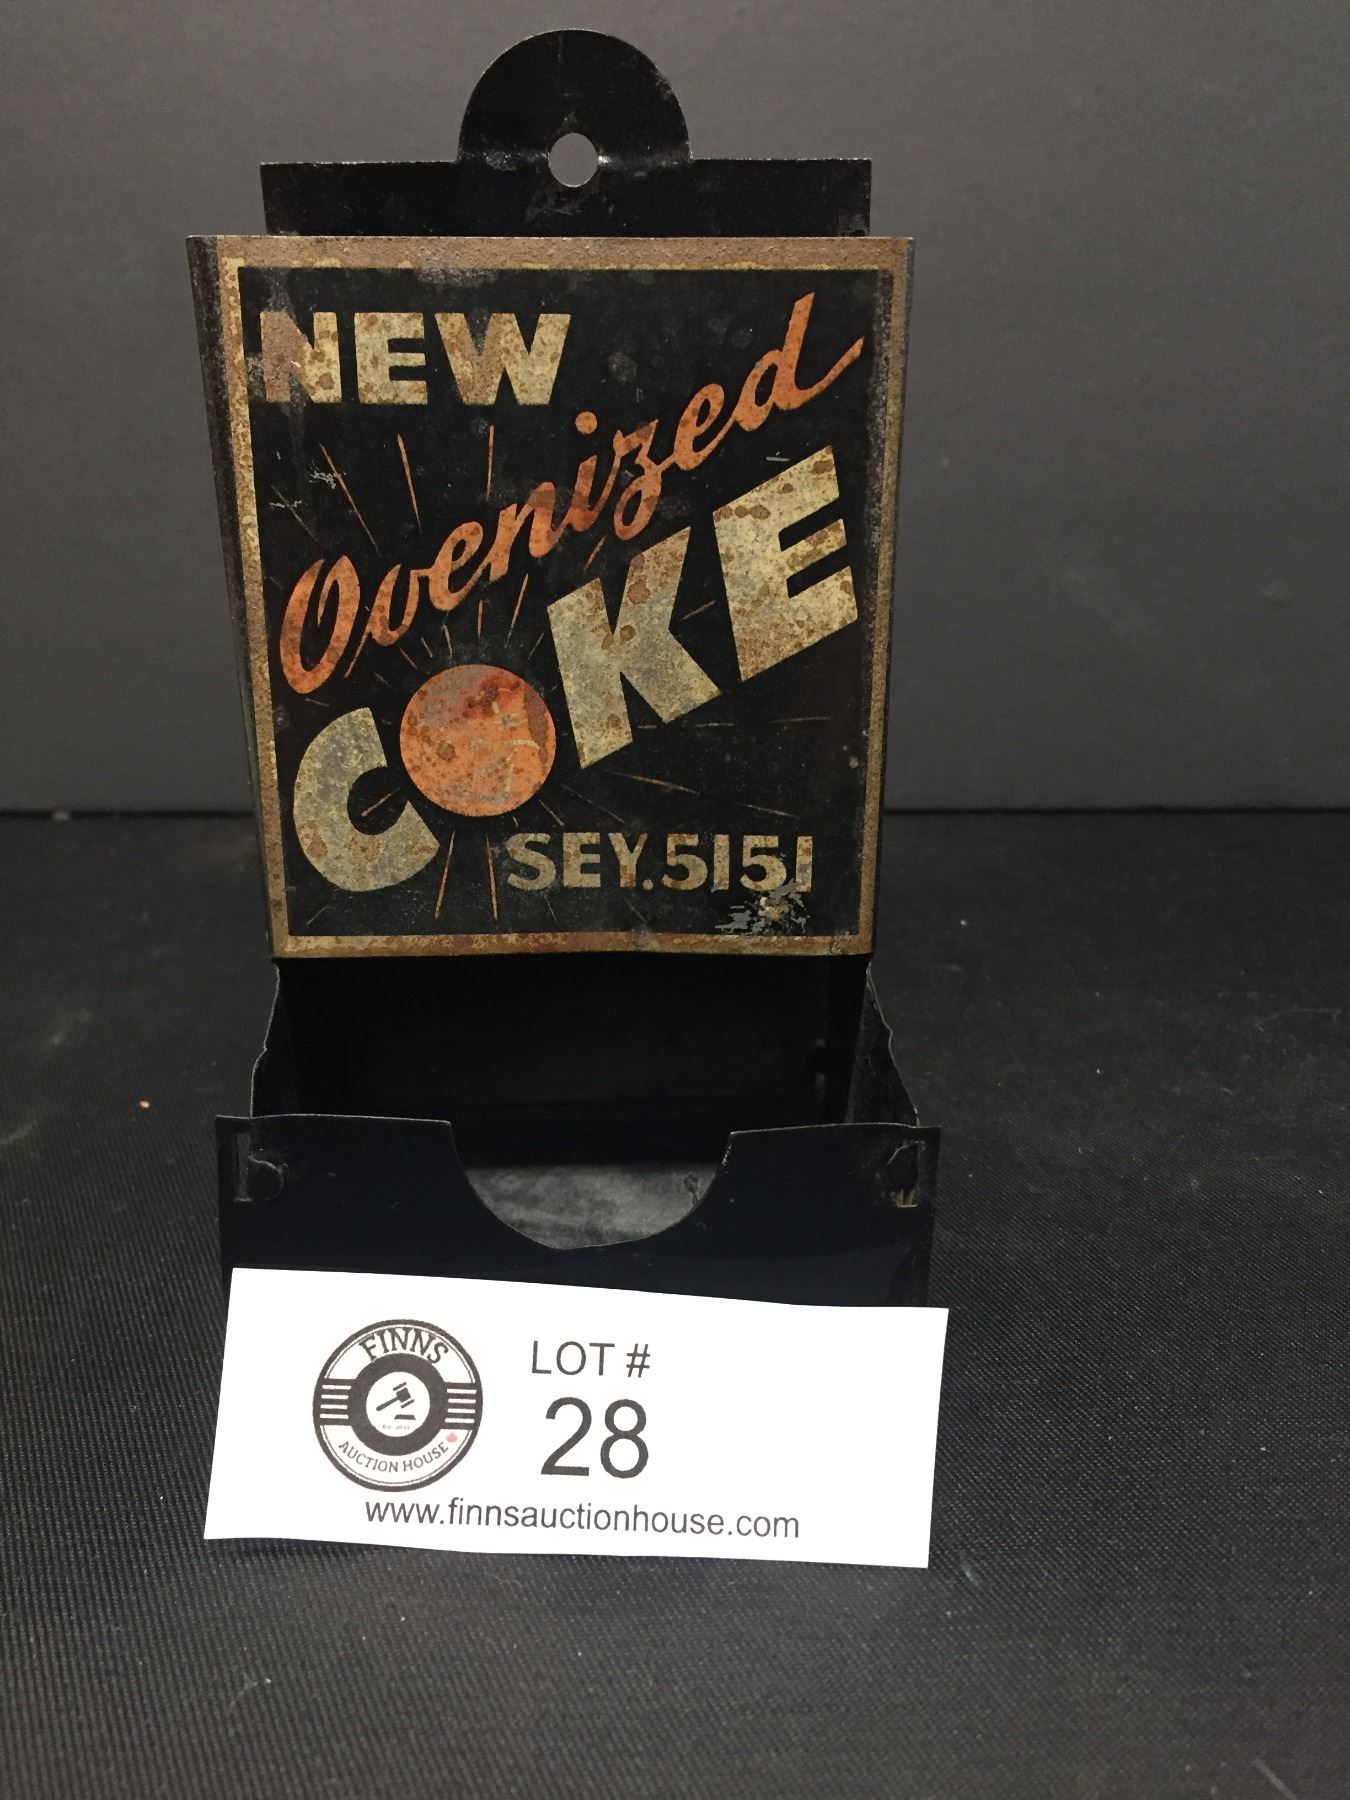 NEW
Ovenized
COKE
SEY.5151
FINNS
AUCTION HOUSE
LOT #
28
www.finnsauctionhouse.com